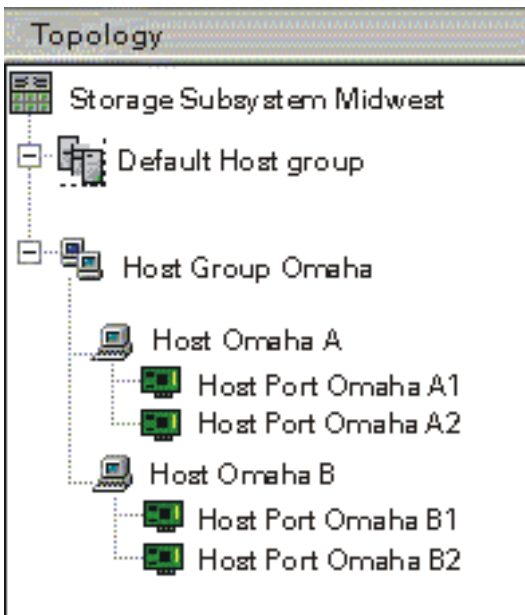 Topology
Storage Subsystem Midwest
Default Host group
Host Group Omaha
Host Omaha A
Host Port Omaha A1
Host Port Omaha A2
Host Omaha B
Host Port Omaha B1
Host Port Omaha B2